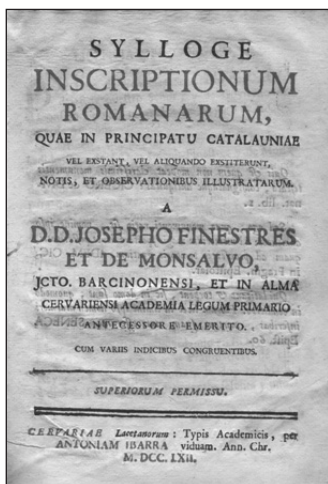 SYLLOGE
INSCRIPTIONUM
ROMANARUM,
QUAE IN PRINCIPATU CATALAUNIAE
VEL EXSTANT, VEL ALIQUANDO EXSTITERUNT,
NOTIS, ET OBSERVATIONIBUS ILLUSTRATARUM.
A
D.D.JOSEPHO FINESTRES
ET DE MONSALVO,
JCTO. BARCINONENSI, ET IN ALMA
CERVARIENSI ACADEMIA LEGUM PRIMARIO
ANTECESSORE EMERITO.
CUM VARIIS INDICIBUS CONGRUENTIBUS.
SUPERIORUM PERMISSU.
CERVARIAE Lacetanorum: Typis Academicis, per
ANTONIAM IBARRA viduam. Ann. Chr.
M. DCC. LXII.